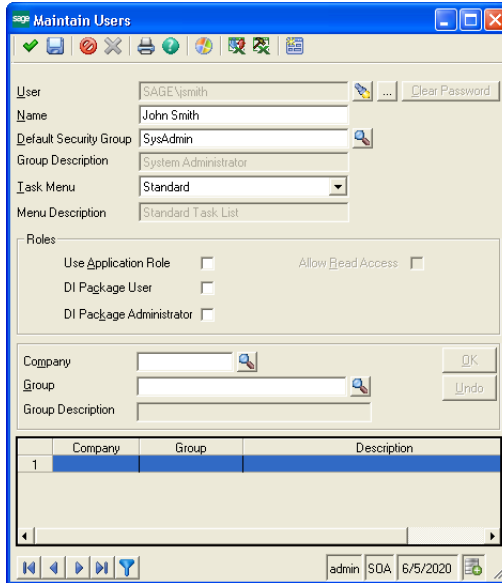 sage Maintain Users
User SAGE\jsmith ... Clear Password
Name John Smith
Default Security Group SysAdmin
Group Description System Administrator
Task Menu Standard
Menu Description Standard Task List
Roles
Use Application Role Allow Read Access
DI Package User
DI Package Administrator
Company OK
Group Undo
Group Description
Company Group Description
1
admin SOA 6/5/2020